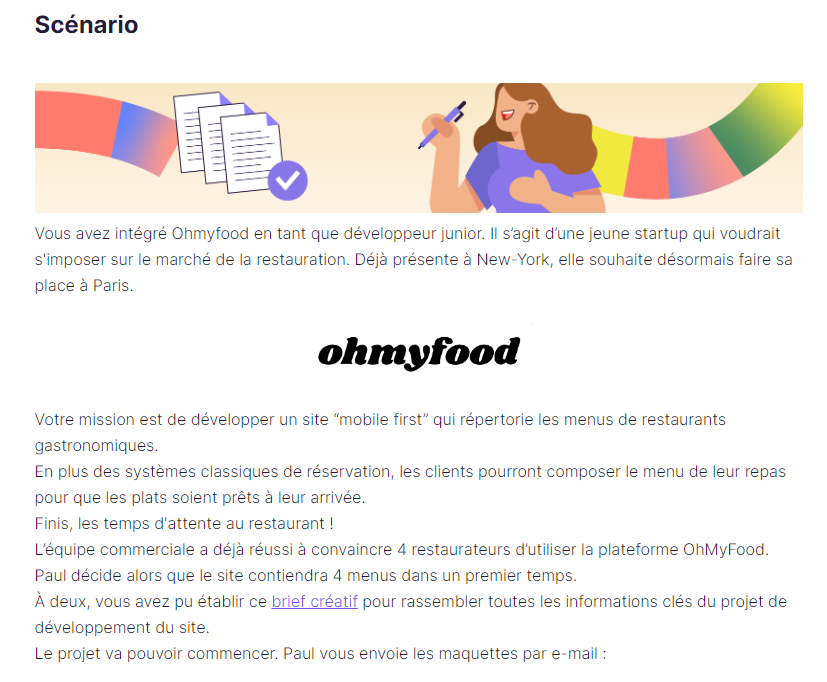 Scénario
Vous avez intégré Ohmyfood en tant que développeur junior. Il s’agit d’une jeune startup qui voudrait
s'imposer sur le marché de la restauration. Déjà présente à New-York, elle souhaite désormais faire sa
place à Paris.
ohmyfood
Votre mission est de développer un site “mobile first” qui répertorie les menus de restaurants
gastronomiques.
En plus des systèmes classiques de réservation, les clients pourront composer le menu de leur repas
pour que les plats soient prêts à leur arrivée.
Finis, les temps d'attente au restaurant !
L’équipe commerciale a déjà réussi à convaincre 4 restaurateurs d’utiliser la plateforme OhMyFood.
Paul décide alors que le site contiendra 4 menus dans un premier temps.
À deux, vous avez pu établir ce brief créatif pour rassembler toutes les informations clés du projet de
développement du site.
Le projet va pouvoir commencer. Paul vous envoie les maquettes par e-mail :